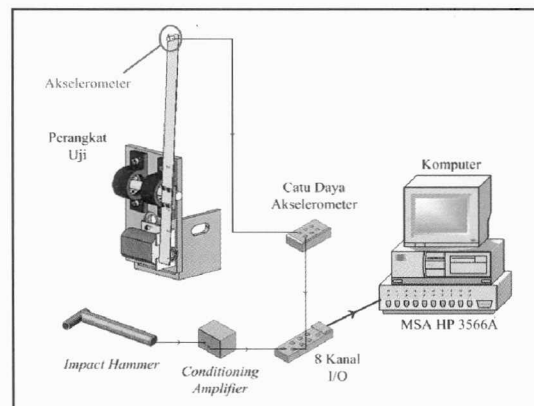 Akselerometer
Perangkat
Uji
Komputer
Catu Daya
Akselerometer
MSA HP 3566A
8 Kanal
I/O
Impact Hammer
Conditioning
Amplifier